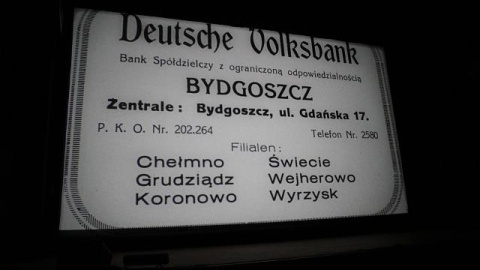 Deutsche Volksbank
Bank Spółdzielczy z ograniczoną odpowiedzialnością
BYDGOSZCZ
Zentrale: Bydgoszcz, ul. Gdańska 17.
P. K. O. Nr. 202.264 Telefon Nr. 2580
Filialen:
Chełmno Świecie
Grudziądz Wejherowo
Koronowo Wyrzysk